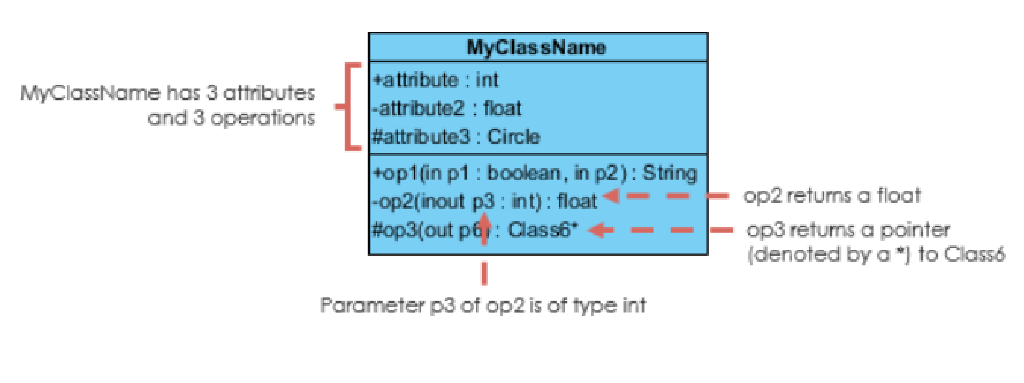 MyClassName
MyClassName has 3 attributes
and 3 operations
+attribute : int
-attribute2 : float
#attribute3 : Circle
+op1(in p1 : boolean, in p2) : String
-op2(inout p3 : int) : float
#op3(out p6) : Class6*
op2 returns a float
op3 returns a pointer
(denoted by a *) to Class6
Parameter p3 of op2 is of type int